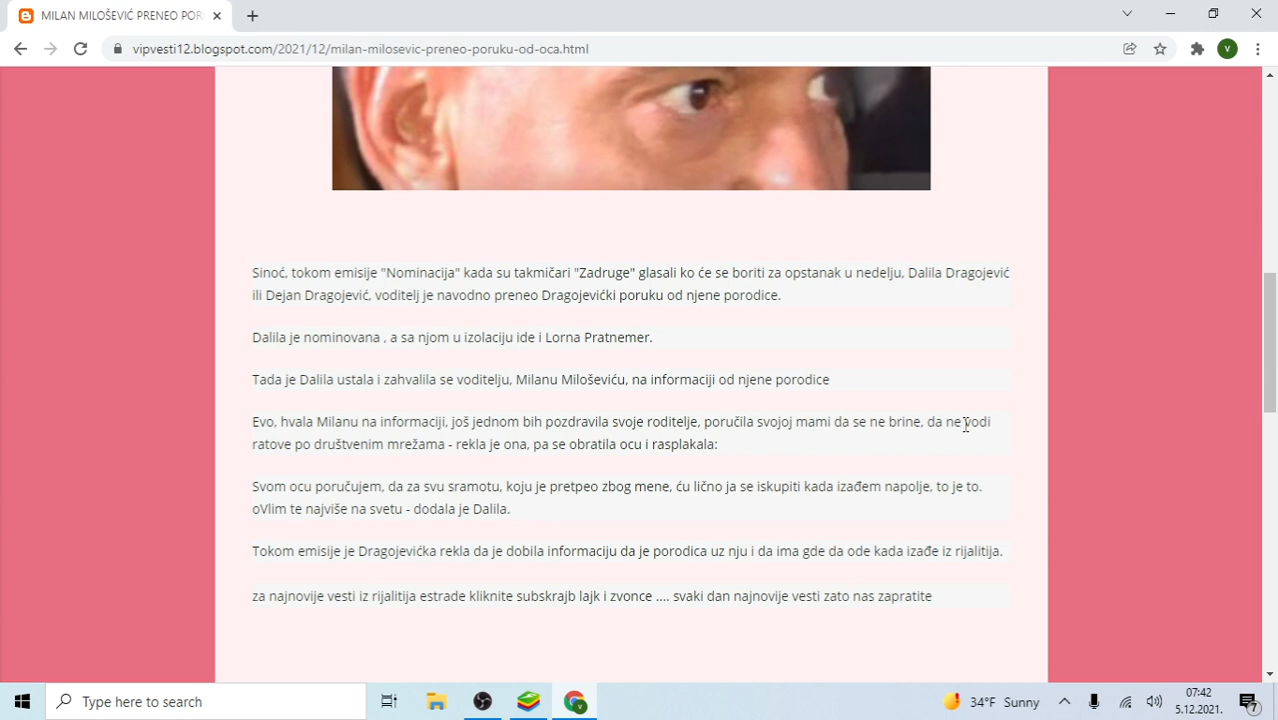 MILAN MILOŠEVIĆ PRENEO POR
vipvesti12.blogspot.com/2021/12/milan-milosevic-preneo-poruku-od-oca.html
V
Sinoć, tokom emisije "Nominacija" kada su takmičari "Zadruge" glasali ko će se boriti za opstanak u nedelju, Dalila Dragojević
ili Dejan Dragojević, voditelj je navodno preneo Dragojevićki poruku od njene porodice.
Dalila je nominovana , a sa njom u izolaciju ide i Lorna Pratnemer.
Tada je Dalila ustala i zahvalila se voditelju, Milanu Miloševiću, na informaciji od njene porodice
Evo, hvala Milanu na informaciji, još jednom bih pozdravila svoje roditelje, poručila svojoj mami da se ne brine, da ne vodi
ratove po društvenim mrežama - rekla je ona, pa se obratila ocu i rasplakala:
Svom ocu poručujem, da za svu sramotu, koju je pretpeo zbog mene, ću lično ja se iskupiti kada izađem napolje, to je to.
oVlim te najviše na svetu - dodala je Dalila.
Tokom emisije je Dragojevićka rekla da je dobila informaciju da je porodica uz nju i da ima gde da ode kada izađe iz rijalitija.
za najnovije vesti iz rijalitija estrade kliknite subskrajb lajk i zvonce .... svaki dan najnovije vesti zato nas zapratite
Type here to search
34°F Sunny
07:42
5.12.2021.
7